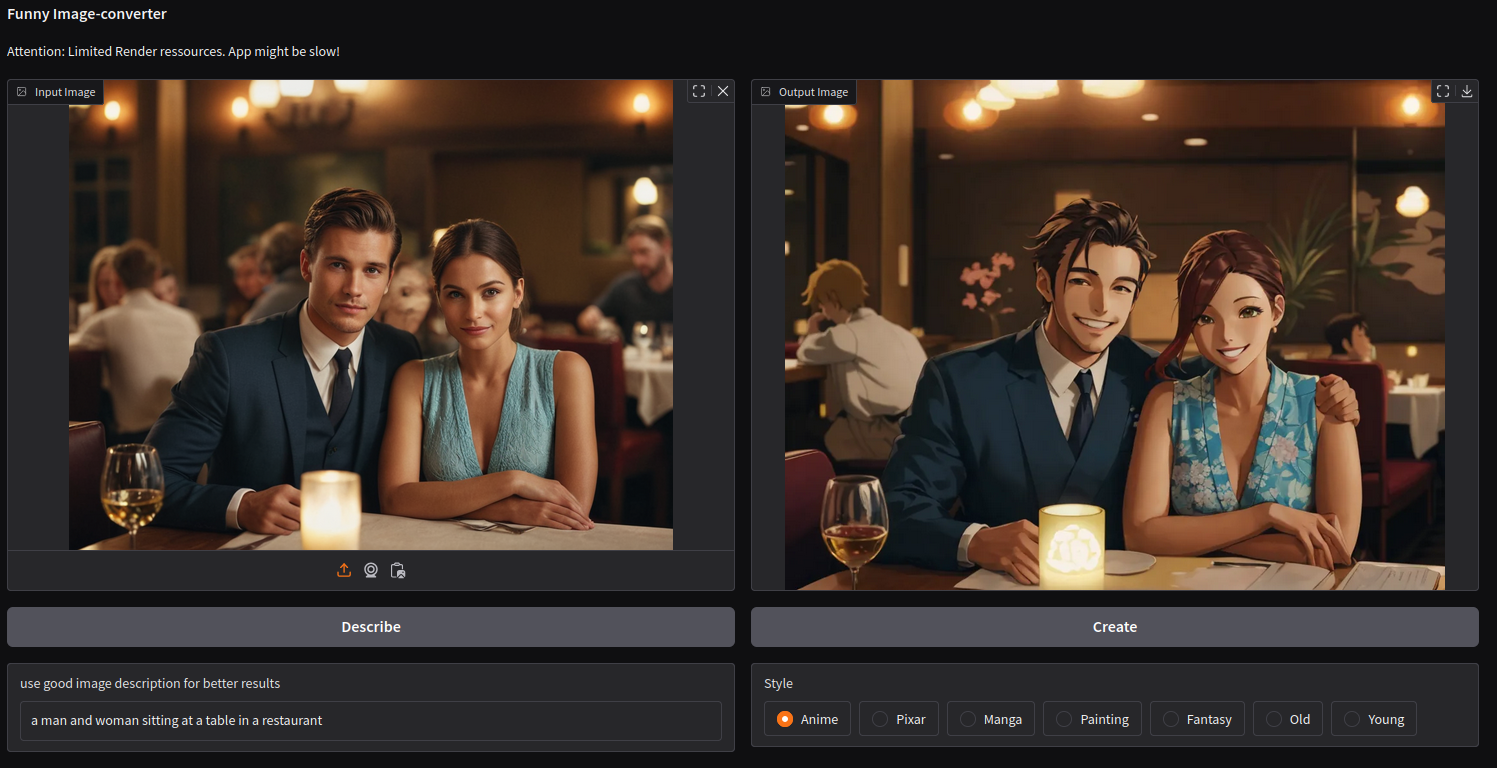 Funny Image-converter
Attention: Limited Render ressources. App might be slow!
Input Image
Output Image
Describe
Create
use good image description for better results
a man and woman sitting at a table in a restaurant
Style
Anime
Pixar
Manga
Painting
Fantasy
Old
Young